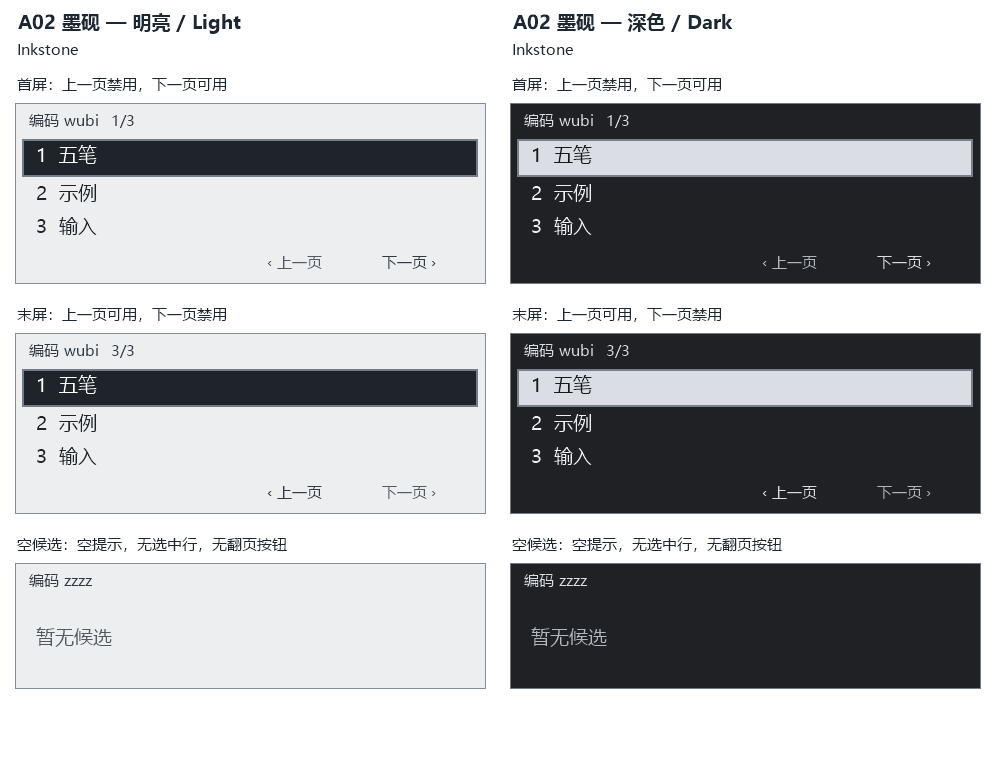 A02 墨砚 — 明亮 / Light
Inkstone
首屏：上一页禁用，下一页可用
编码 wubi 1/3
1 五笔
2 示例
3 输入
‹ 上一页 下一页 ›
末屏：上一页可用，下一页禁用
编码 wubi 3/3
1 五笔
2 示例
3 输入
‹ 上一页 下一页 ›
空候选：空提示，无选中行，无翻页按钮
编码 zzzz
暂无候选
A02 墨砚 — 深色 / Dark
Inkstone
首屏：上一页禁用，下一页可用
编码 wubi 1/3
1 五笔
2 示例
3 输入
‹ 上一页 下一页 ›
末屏：上一页可用，下一页禁用
编码 wubi 3/3
1 五笔
2 示例
3 输入
‹ 上一页 下一页 ›
空候选：空提示，无选中行，无翻页按钮
编码 zzzz
暂无候选